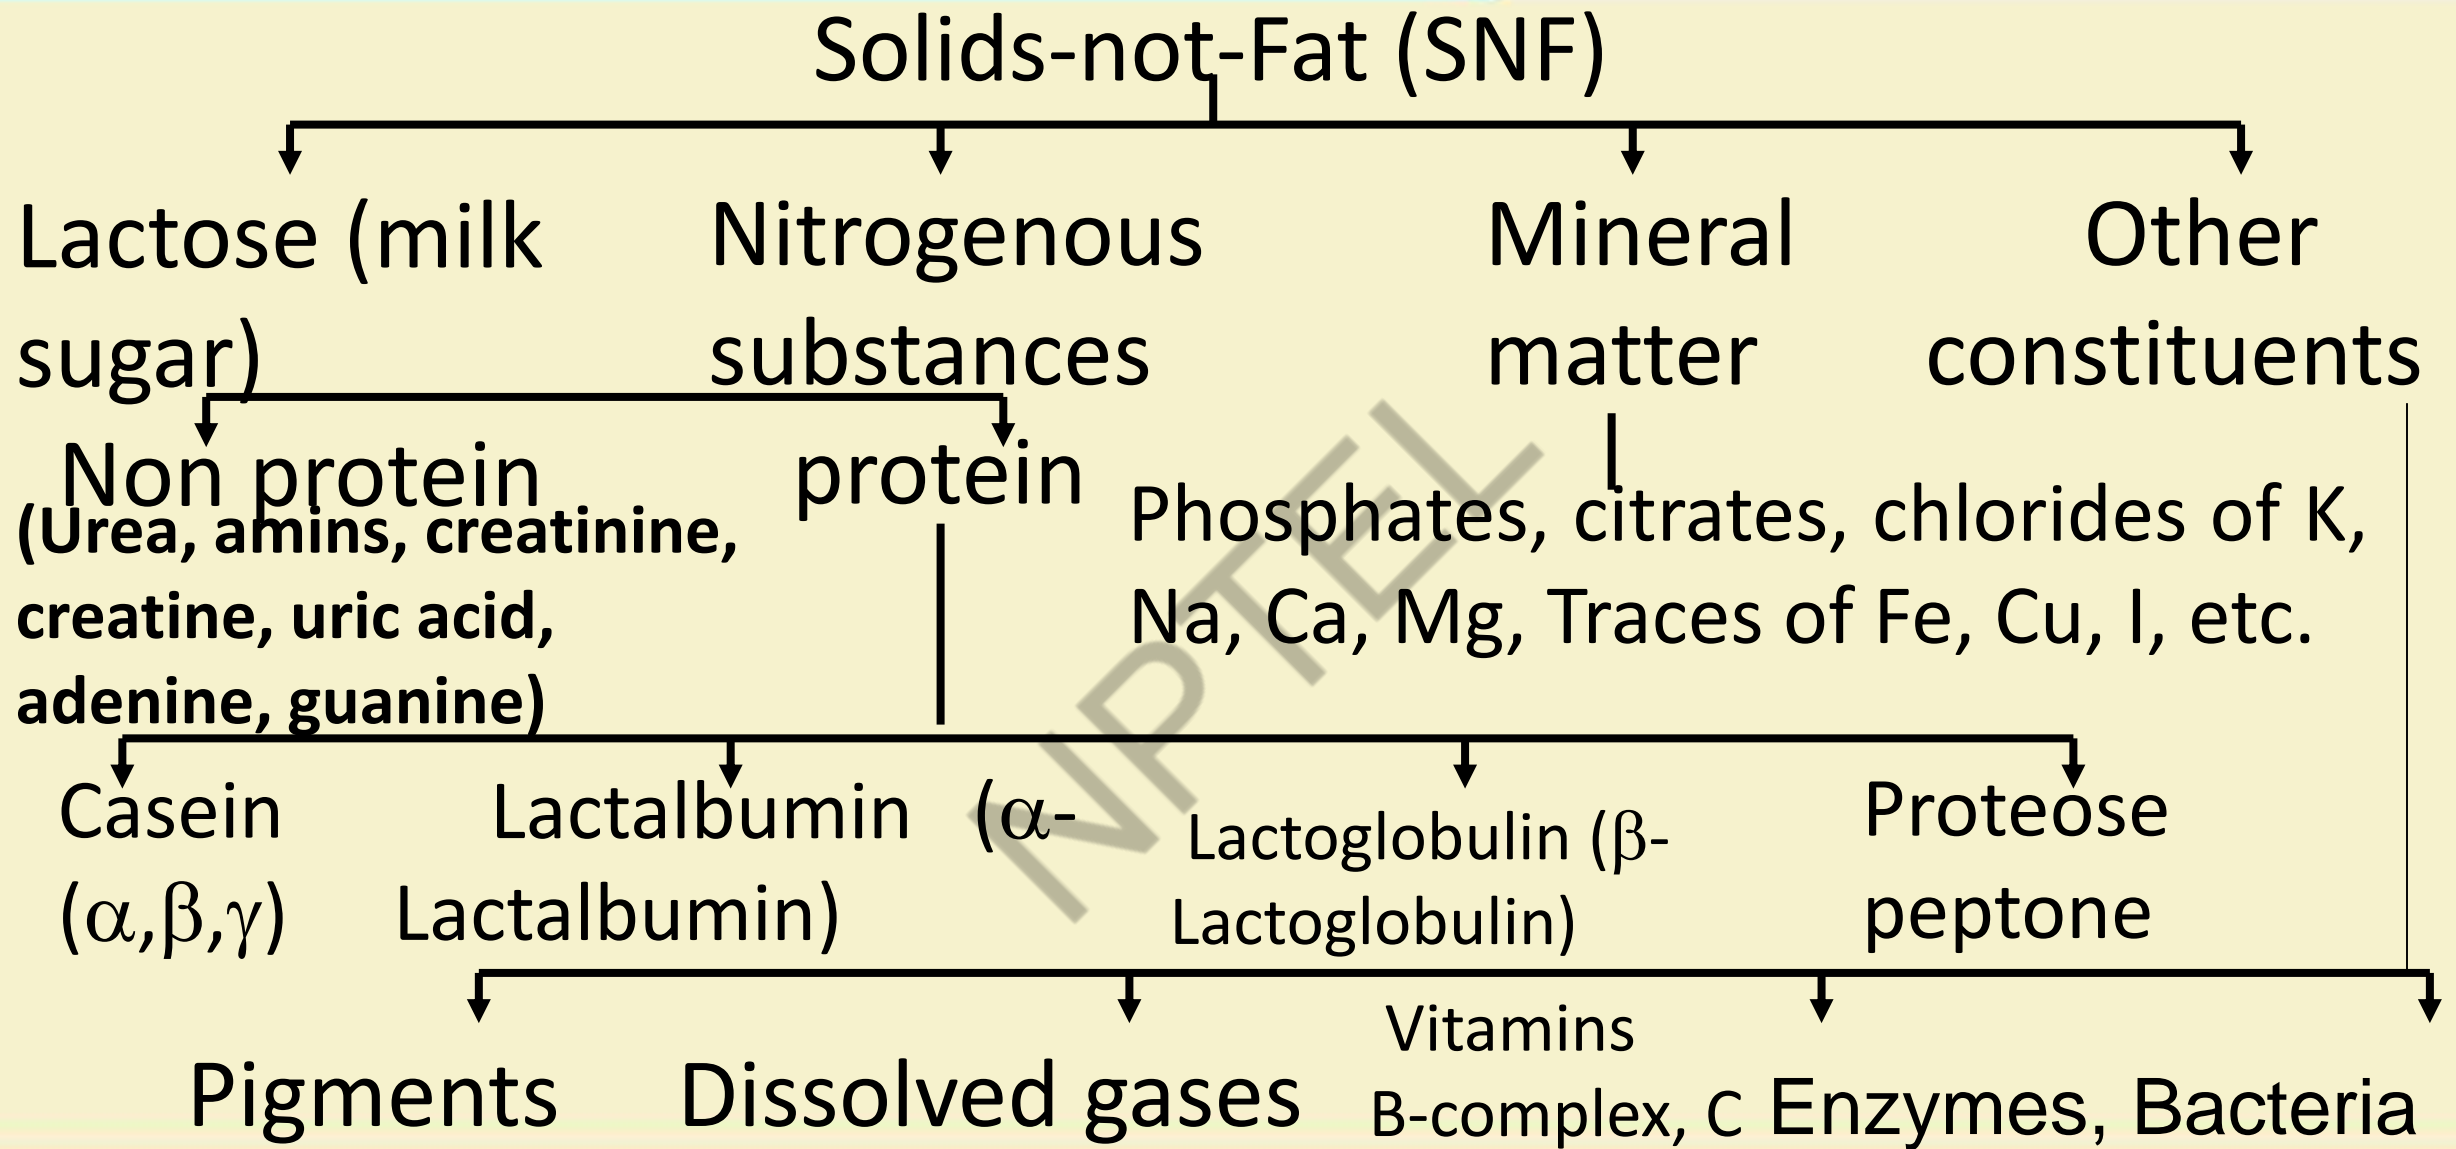 Solids-not-Fat (SNF)
Lactose (milk
sugar)
Nitrogenous
substances
Mineral
matter
Other
constituents
Non protein
(Urea, amins, creatinine,
creatine, uric acid,
adenine, guanine)
protein
Phosphates, citrates, chlorides of K,
Na, Ca, Mg, Traces of Fe, Cu, I, etc.
Casein
(α,β,γ)
Lactalbumin (α-
Lactalbumin)
Lactoglobulin (β-
Lactoglobulin)
Proteose
peptone
Pigments
Dissolved gases
Vitamins
B-complex, C
Enzymes, Bacteria
NPTEL